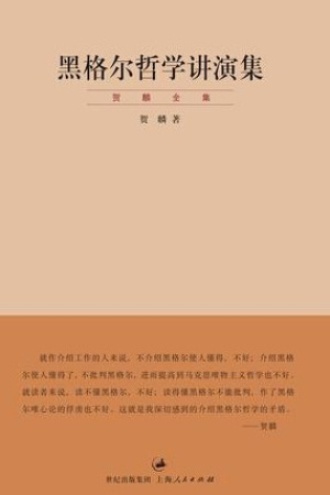 黑格尔哲学讲演集
贺麟全集
贺麟 著
就作介绍工作的人来说，不介绍黑格尔使人懂得，不好；介绍黑格
尔使人懂得了，不批判黑格尔，进而提高到马克思唯物主义哲学也不好。
就读者来说，读不懂黑格尔，不好；读得懂黑格尔不能批判，作了黑格
尔唯心论的俘虏也不好。这就是我深切感到的介绍黑格尔哲学的矛盾。
——贺麟
世纪出版集团 上海人民出版社